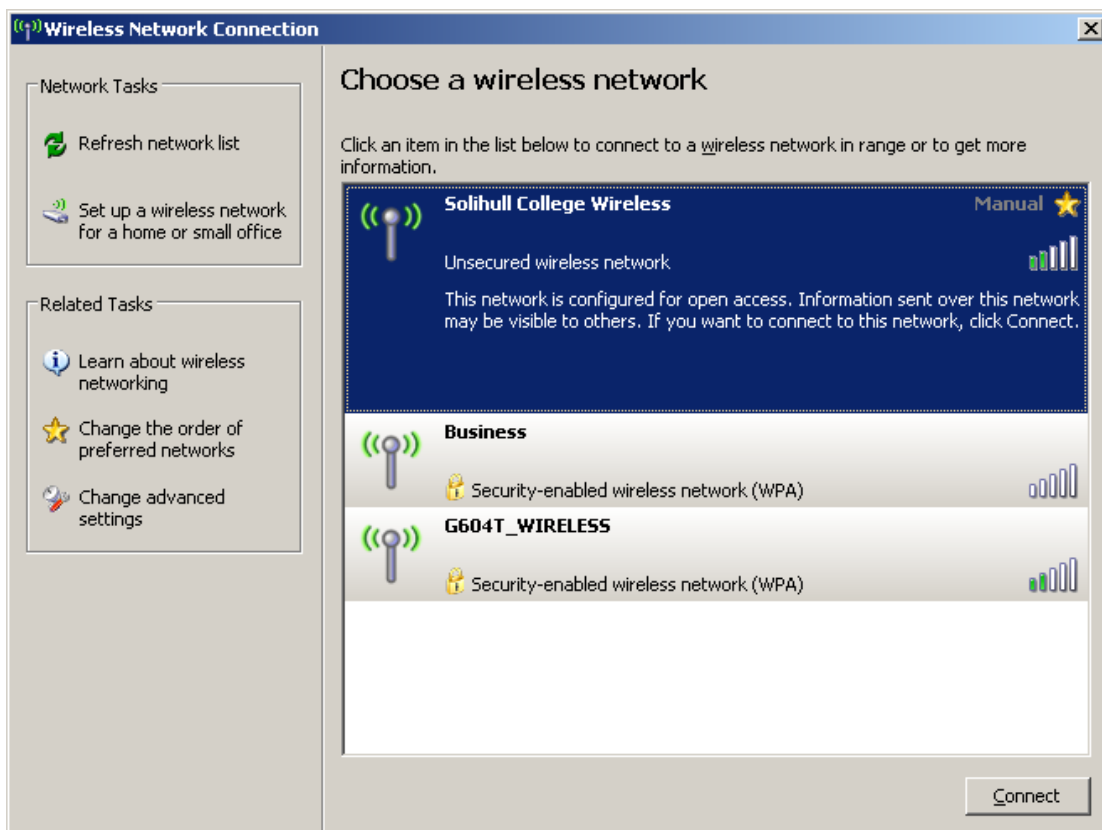 Wireless Network Connection
Network Tasks
Refresh network list
Set up a wireless network
for a home or small office
Related Tasks
Learn about wireless
networking
Change the order of
preferred networks
Change advanced
settings
Choose a wireless network
Click an item in the list below to connect to a wireless network in range or to get more
information.
Solihull College Wireless
Manual
Unsecured wireless network
This network is configured for open access. Information sent over this network
may be visible to others. If you want to connect to this network, click Connect.
Business
Security-enabled wireless network (WPA)
G604T_WIRELESS
Security-enabled wireless network (WPA)
Connect